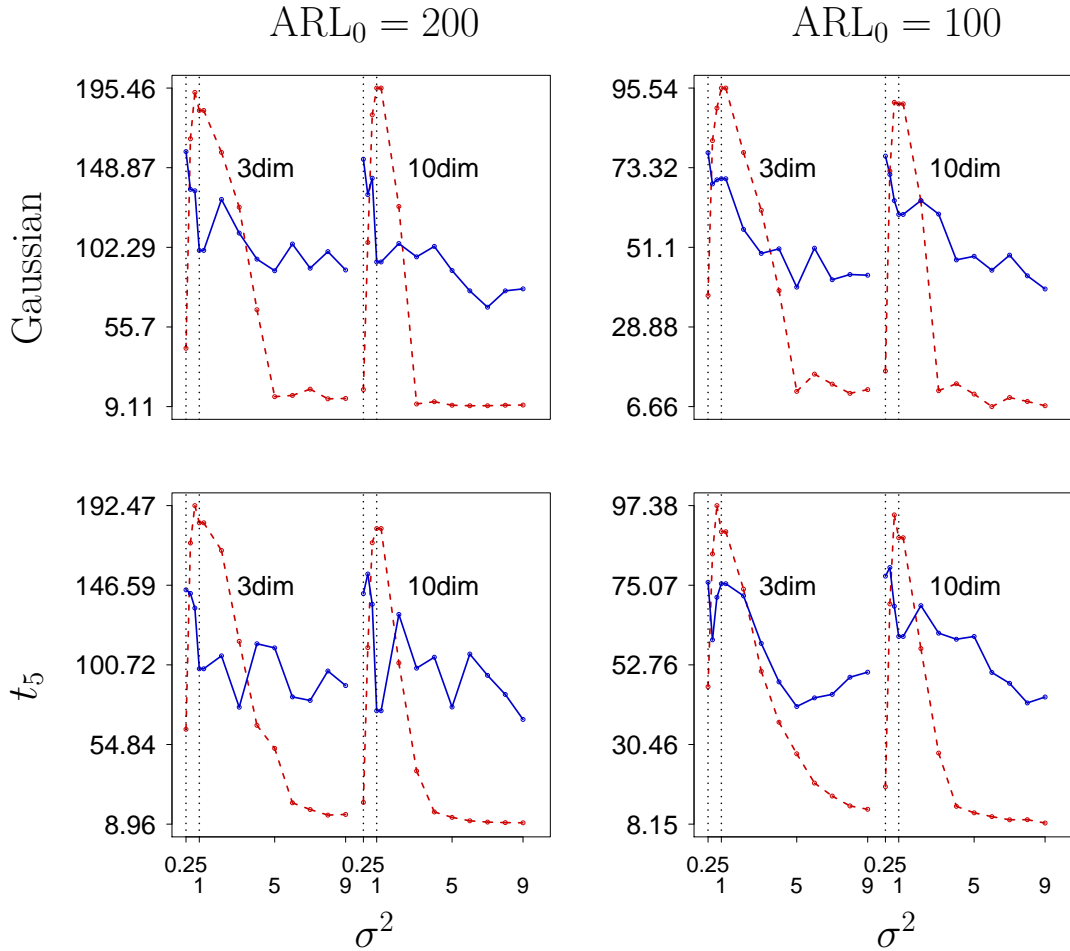 ARL₀ = 200
ARL₀ = 100
Gaussian
195.46
148.87
102.29
55.7
9.11
3dim
10dim
95.54
73.32
51.1
28.88
6.66
3dim
10dim
t₅
192.47
146.59
100.72
54.84
8.96
3dim
10dim
97.38
75.07
52.76
30.46
8.15
3dim
10dim
0.25 0.25 0.25 0.25
1 5 9 1 5 9 1 5 9 1 5 9
σ² σ²